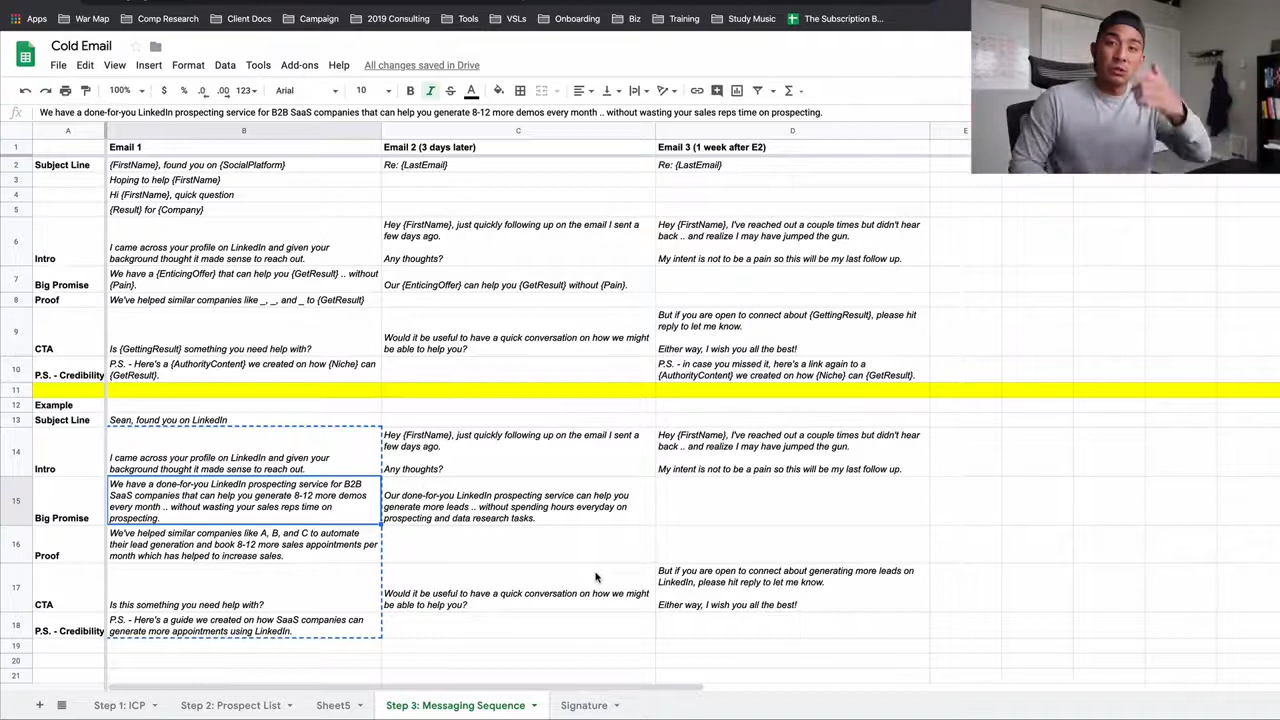 Apps War Map Comp Research Client Docs Campaign 2019 Consulting Tools VSLs Onboarding Biz Training Study Music The Subscription B...
Cold Email
File Edit View Insert Format Data Tools Add-ons Help All changes saved in Drive
100% $ % .0 .00 123 Arial 10 B I S A
fx We have a done-for-you LinkedIn prospecting service for B2B SaaS companies that can help you generate 8-12 more demos every month .. without wasting your sales reps time on prospecting.
A B C D E
1 Email 1 Email 2 (3 days later) Email 3 (1 week after E2)
2 Subject Line {FirstName}, found you on {SocialPlatform} Re: {LastEmail} Re: {LastEmail}
3 Hoping to help {FirstName}
4 Hi {FirstName}, quick question
5 {Result} for {Company}
6 Intro
I came across your profile on LinkedIn and given your
background thought it made sense to reach out.
Hey {FirstName}, just quickly following up on the email I sent a
few days ago.
Any thoughts?
Hey {FirstName}, I've reached out a couple times but didn't hear
back .. and realize I may have jumped the gun.
My intent is not to be a pain so this will be my last follow up.
7 Big Promise
We have a {EnticingOffer} that can help you {GetResult} .. without
{Pain}.
Our {EnticingOffer} can help you {GetResult} without {Pain}.
8 Proof We've helped similar companies like _, _, and _ to {GetResult}
9 CTA
Is {GettingResult} something you need help with?
Would it be useful to have a quick conversation on how we might
be able to help you?
But if you are open to connect about {GettingResult}, please hit
reply to let me know.
Either way, I wish you all the best!
10 P.S. - Credibility
P.S. - Here's a {AuthorityContent} we created on how {Niche} can
{GetResult}.
P.S. - in case you missed it, here's a link again to a
{AuthorityContent} we created on how {Niche} can {GetResult}.
11
12 Example
13 Subject Line Sean, found you on LinkedIn
14 Intro
I came across your profile on LinkedIn and given your
background thought it made sense to reach out.
Hey {FirstName}, just quickly following up on the email I sent a
few days ago.
Any thoughts?
Hey {FirstName}, I've reached out a couple times but didn't hear
back .. and realize I may have jumped the gun.
My intent is not to be a pain so this will be my last follow up.
15 Big Promise
We have a done-for-you LinkedIn prospecting service for B2B
SaaS companies that can help you generate 8-12 more demos
every month .. without wasting your sales reps time on
prospecting.
Our done-for-you LinkedIn prospecting service can help you
generate more leads .. without spending hours everyday on
prospecting and data research tasks.
16 Proof
We've helped similar companies like A, B, and C to automate
their lead generation and book 8-12 more sales appointments per
month which has helped to increase sales.
17 CTA
Is this something you need help with?
Would it be useful to have a quick conversation on how we might
be able to help you?
But if you are open to connect about generating more leads on
LinkedIn, please hit reply to let me know.
Either way, I wish you all the best!
18 P.S. - Credibility
P.S. - Here's a guide we created on how SaaS companies can
generate more appointments using LinkedIn.
19
20
21
Step 1: ICP Step 2: Prospect List Sheet5 Step 3: Messaging Sequence Signature